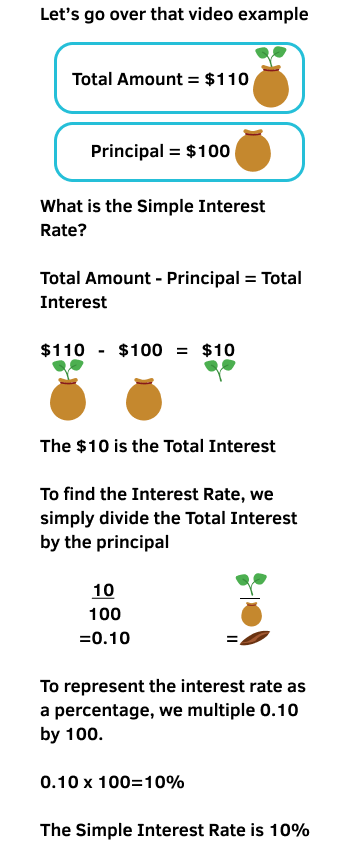 Let's go over that video example
Total Amount = $110
Principal = $100
What is the Simple Interest
Rate?
Total Amount - Principal = Total
Interest
$110 - $100 = $10
The $10 is the Total Interest
To find the Interest Rate, we
simply divide the Total Interest
by the principal
10
100
=0.10
=
To represent the interest rate as
a percentage, we multiple 0.10
by 100.
0.10 x 100=10%
The Simple Interest Rate is 10%